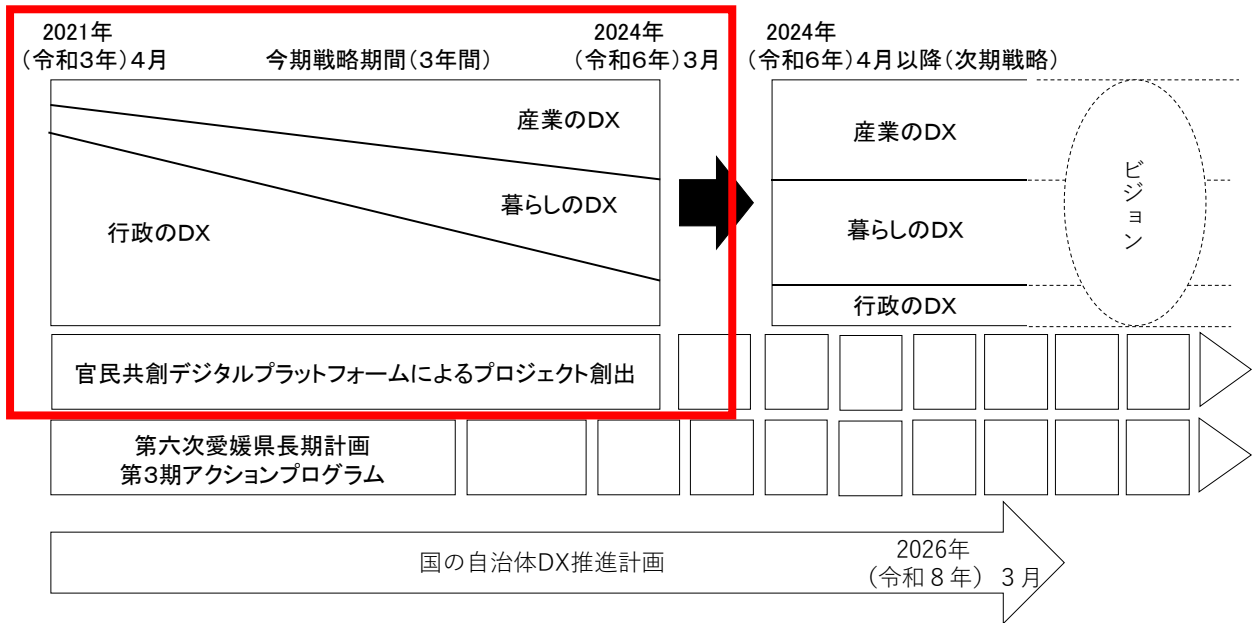 2021年
（令和3年）4月
今期戦略期間（3年間）
2024年
（令和6年）3月
2024年
（令和6年）4月以降（次期戦略）
産業のDX
暮らしのDX
行政のDX
産業のDX
暮らしのDX
行政のDX
ビジョン
官民共創デジタルプラットフォームによるプロジェクト創出
第六次愛媛県長期計画
第3期アクションプログラム
国の自治体DX推進計画
2026年
（令和８年）３月